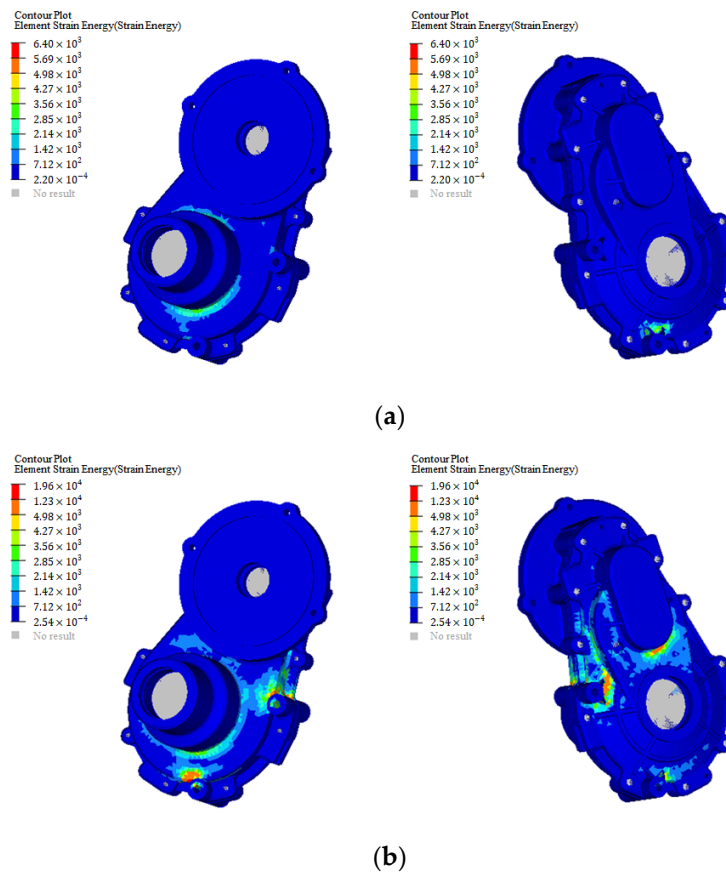 Contour Plot
Element Strain Energy(Strain Energy)
6.40 × 10³
5.69 × 10³
4.98 × 10³
4.27 × 10³
3.56 × 10³
2.85 × 10³
2.14 × 10³
1.42 × 10³
7.12 × 10²
2.20 × 10⁻⁴
No result
Contour Plot
Element Strain Energy(Strain Energy)
6.40 × 10³
5.69 × 10³
4.98 × 10³
4.27 × 10³
3.56 × 10³
2.85 × 10³
2.14 × 10³
1.42 × 10³
7.12 × 10²
2.20 × 10⁻⁴
No result
(a)
Contour Plot
Element Strain Energy(Strain Energy)
1.96 × 10⁴
1.23 × 10⁴
4.98 × 10³
4.27 × 10³
3.56 × 10³
2.85 × 10³
2.14 × 10³
1.42 × 10³
7.12 × 10²
2.54 × 10⁻⁴
No result
Contour Plot
Element Strain Energy(Strain Energy)
1.96 × 10⁴
1.23 × 10⁴
4.98 × 10³
4.27 × 10³
3.56 × 10³
2.85 × 10³
2.14 × 10³
1.42 × 10³
7.12 × 10²
2.54 × 10⁻⁴
No result
(b)